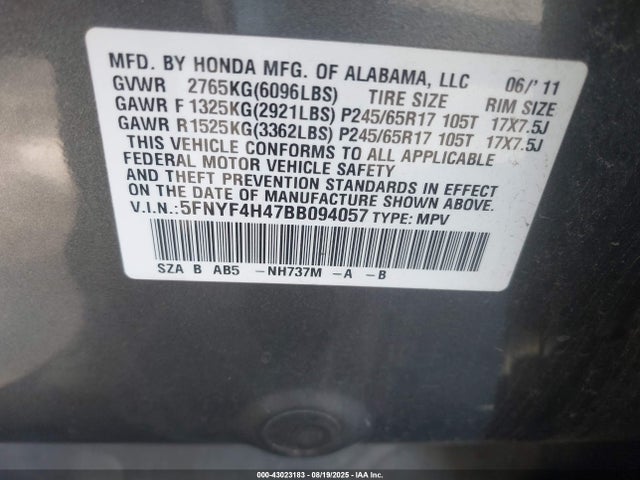 MFD. BY HONDA MFG. OF ALABAMA, LLC 06/'11
GVWR 2765KG(6096LBS) TIRE SIZE RIM SIZE
GAWR F 1325KG(2921LBS) P245/65R17 105T 17X7.5J
GAWR R1525KG(3362LBS) P245/65R17 105T 17X7.5J
THIS VEHICLE CONFORMS TO ALL APPLICABLE
FEDERAL MOTOR VEHICLE SAFETY
AND THEFT PREVENTION STANDARDS IN EFFECT
ON THE DATE OF MANUFACTURE SHOWN ABOVE.
V.I.N.:5FNYF4H47BB094057 TYPE: MPV
SZA B AB5 -NH737M -A -B
000-43023183 - 08/19/2025 - IAA Inc.